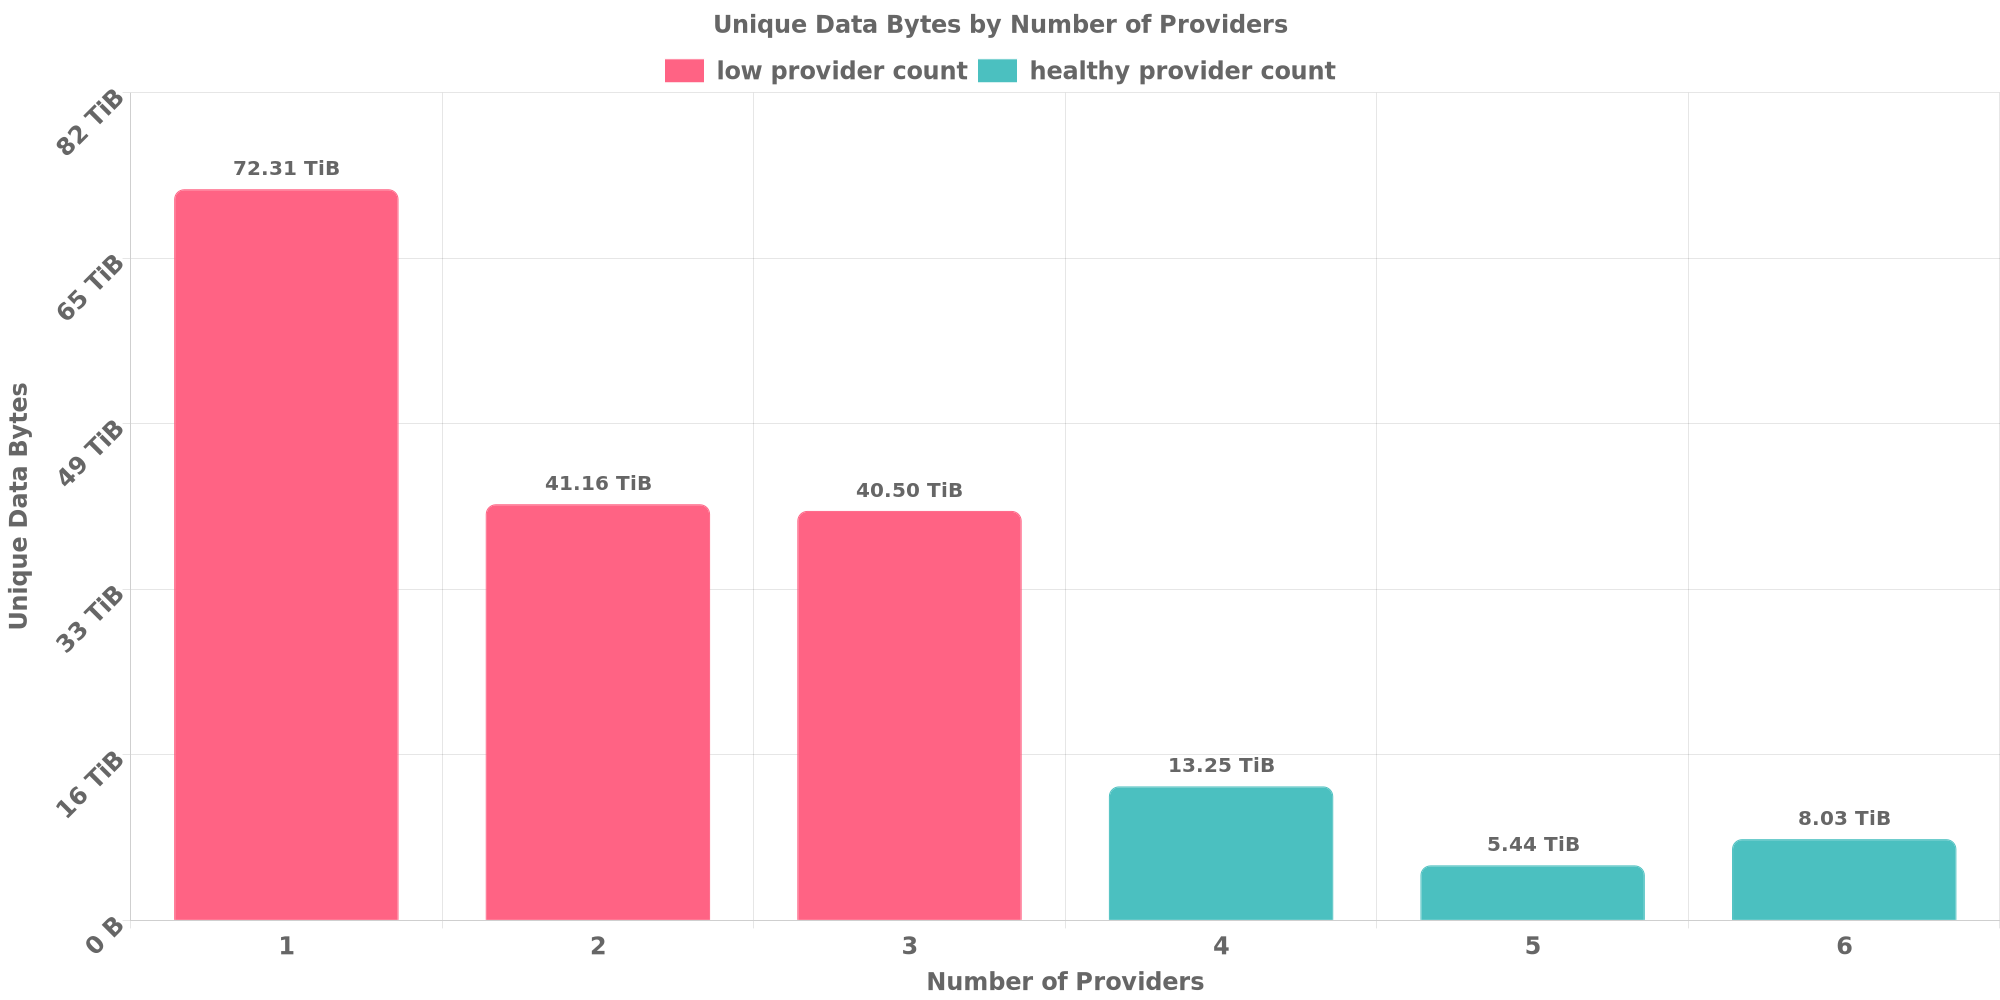 Unique Data Bytes by Number of Providers
low provider count healthy provider count
82 TiB
65 TiB
49 TiB
33 TiB
16 TiB
0 B
Unique Data Bytes
72.31 TiB
41.16 TiB
40.50 TiB
13.25 TiB
5.44 TiB
8.03 TiB
1 2 3 4 5 6
Number of Providers